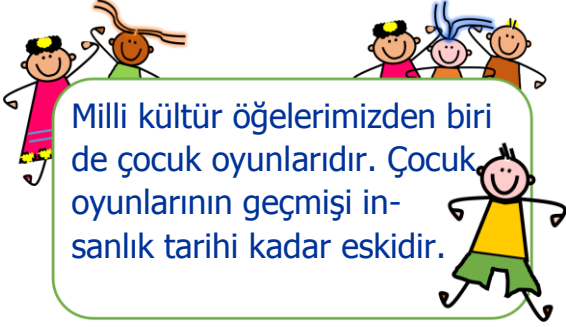 Milli kültür öğelerimizden biri
de çocuk oyunlarıdır. Çocuk
oyunlarının geçmişi in-
sanlık tarihi kadar eskidir.